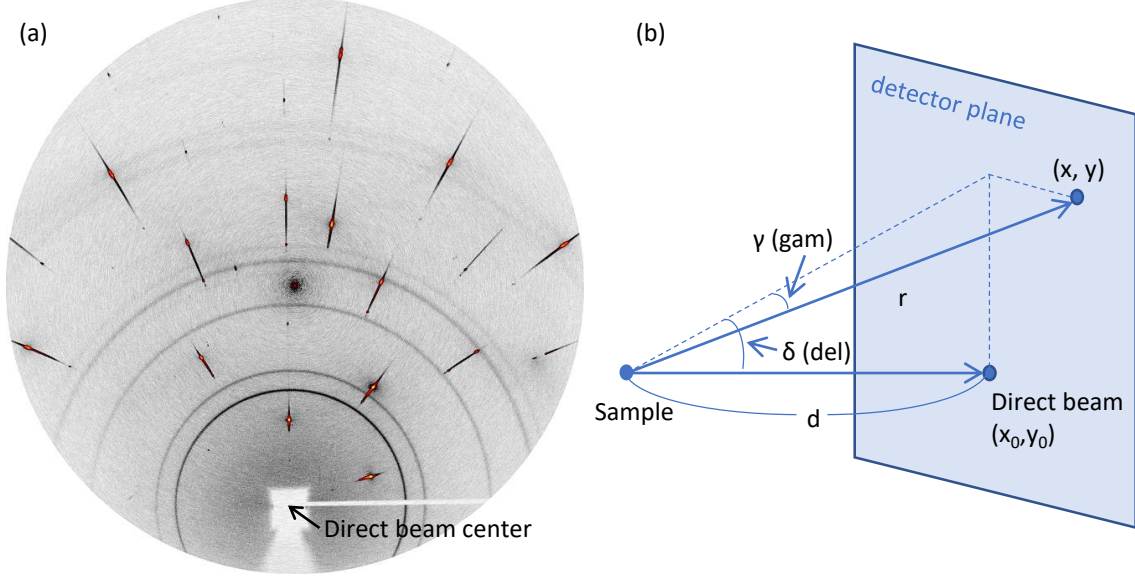 (a)
Direct beam center
(b)
detector plane
(x, y)
γ (gam)
r
δ (del)
Sample
d
Direct beam
(x₀,y₀)